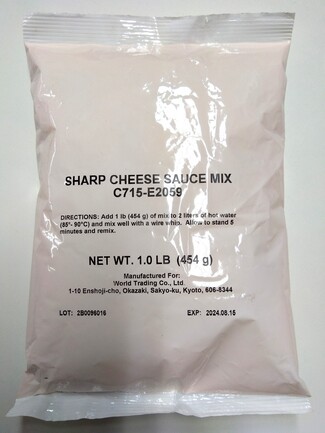 SHARP CHEESE SAUCE MIX
C715-E2059
DIRECTIONS: Add 1 lb (454 g) of mix to 2 liters of hot water
(85°- 90°C) and mix well with a wire whip. Allow to stand 5
minutes and remix.
NET WT. 1.0 LB (454 g)
Manufactured For:
World Trading Co., Ltd.
1-10 Enshoji-cho, Okazaki, Sakyo-ku, Kyoto, 606-8344
LOT: 2B0096016 EXP: 2024.08.15